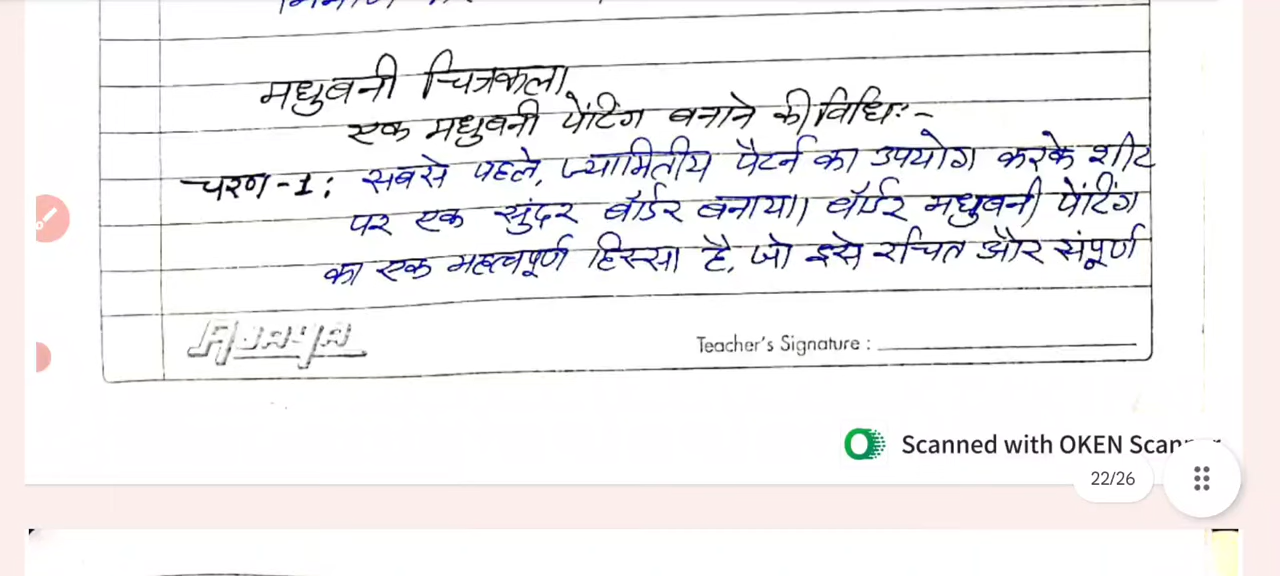 मधुबनी चित्रकला
एक मधुबनी पेंटिंग बनाने की विधि:-
चरण-1: सबसे पहले, ज्यामितीय पैटर्न का उपयोग करके शीट
पर एक सुंदर बॉर्डर बनाया। बॉर्डर मधुबनी पेंटिंग
का एक महत्वपूर्ण हिस्सा है, जो इसे रचित और संपूर्ण
Teacher's Signature :
Scanned with OKEN
22/26